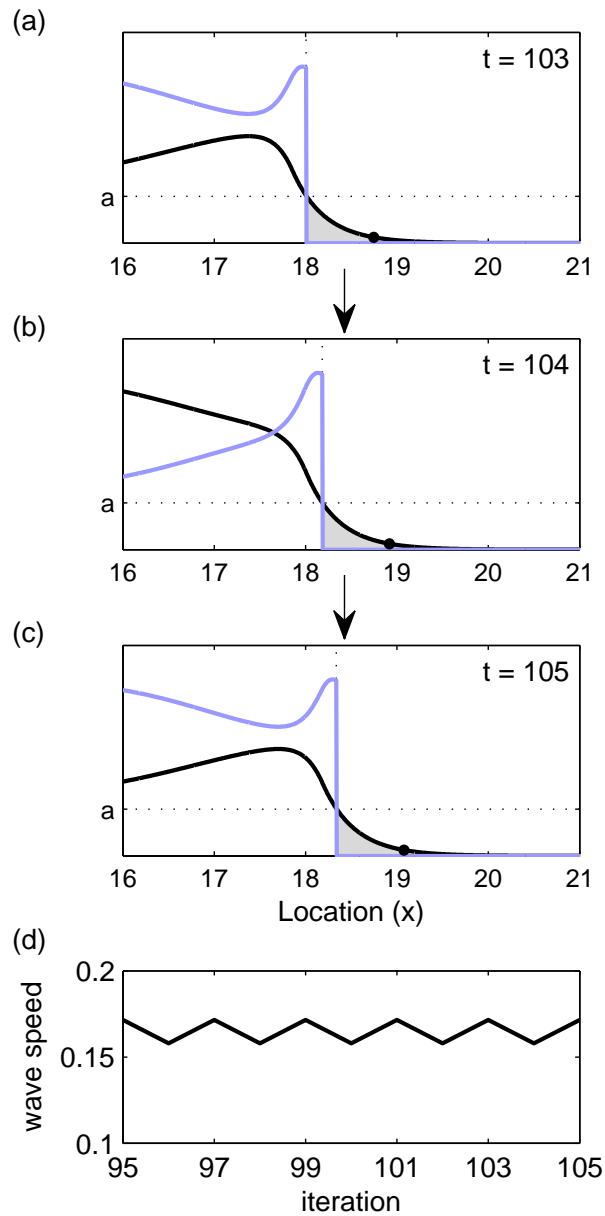 (a)
t = 103
a
16 17 18 19 20 21
(b)
t = 104
a
16 17 18 19 20 21
(c)
t = 105
a
16 17 18 19 20 21
Location (x)
(d)
0.2
0.15
0.1
wave speed
95 97 99 101 103 105
iteration